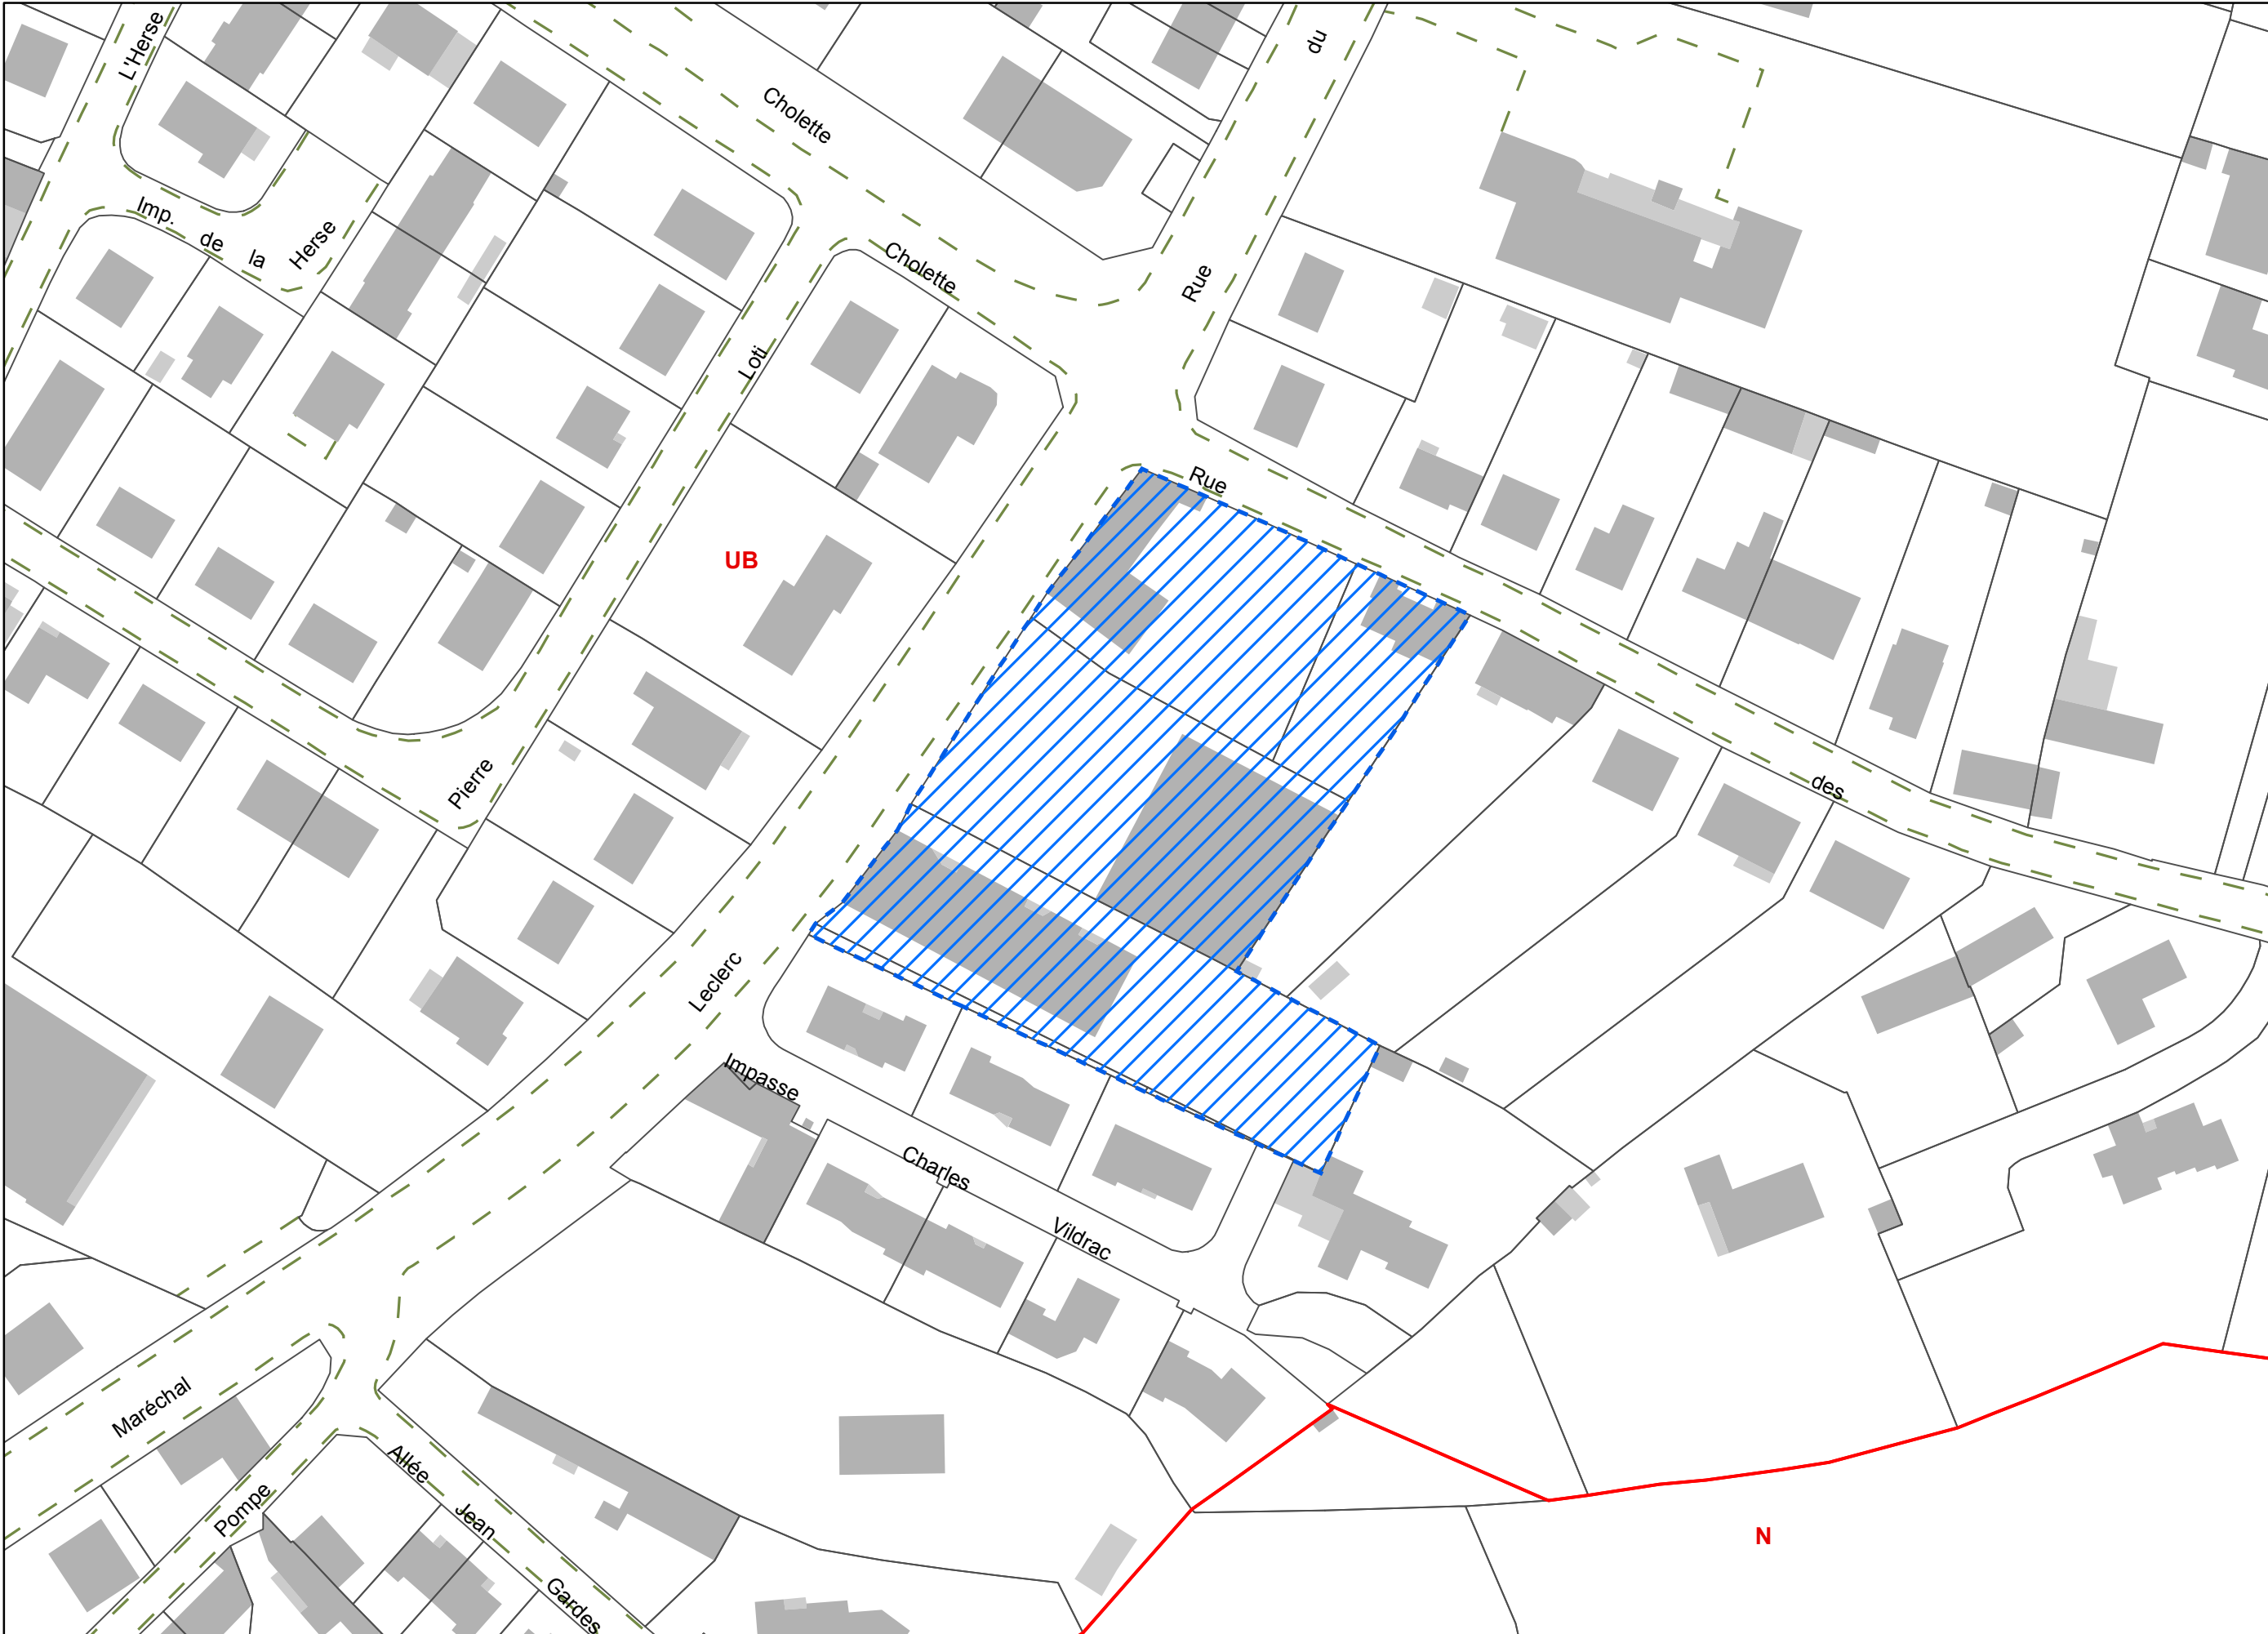 L'Herse
du
Cholette
Imp.
de
la
Herse
Cholette
Rue
Loti
Rue
UB
Pierre
des
Leclerc
Impasse
Charles
Vildrac
Maréchal
Allée
Pompe
Jean
N
Gardes